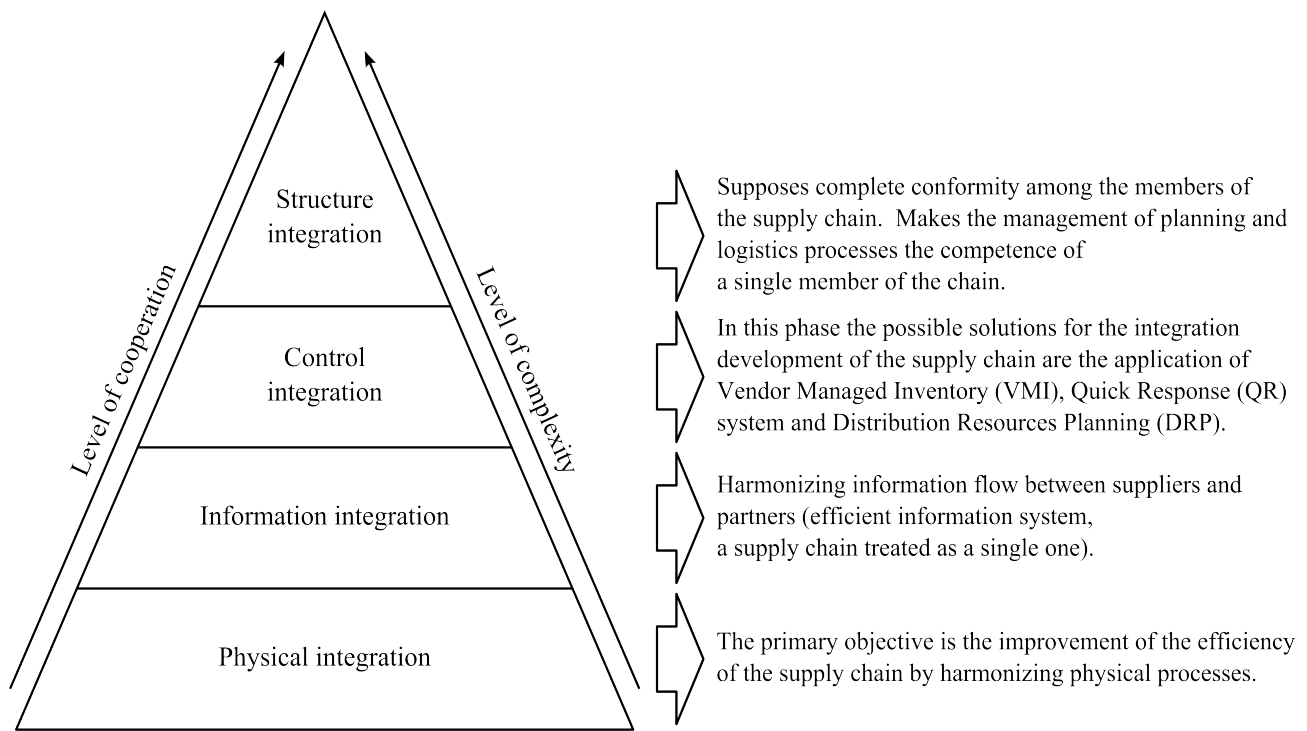 Structure
integration
Supposes complete conformity among the members of
the supply chain.  Makes the management of planning and
logistics processes the competence of
a single member of the chain.
Level of cooperation
Level of complexity
Control
integration
In this phase the possible solutions for the integration
development of the supply chain are the application of
Vendor Managed Inventory (VMI), Quick Response (QR)
system and Distribution Resources Planning (DRP).
Information integration
Harmonizing information flow between suppliers and
partners (efficient information system,
a supply chain treated as a single one).
Physical integration
The primary objective is the improvement of the efficiency
of the supply chain by harmonizing physical processes.